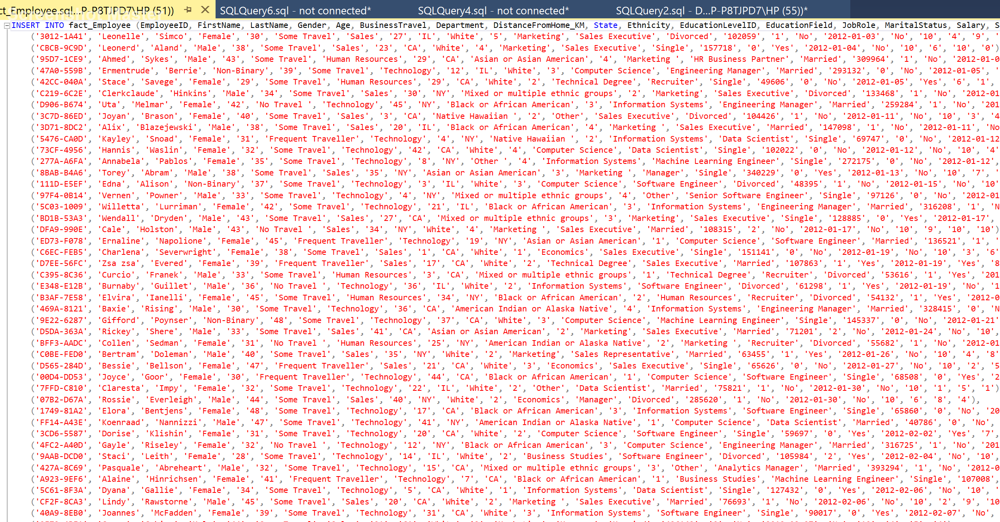 ct_Employee.sql...P-P8TJPD7\HP (51)) SQLQuery6.sql - not connected* SQLQuery4.sql - not connected* SQLQuery2.sql - D...P-P8TJPD7\HP (55))*
Screenshot Master
INSERT INTO fact_Employee (EmployeeID, FirstName, LastName, Gender, Age, BusinessTravel, Department, DistanceFromHome_KM, State, Ethnicity, EducationLevelID, EducationField, JobRole, MaritalStatus, Salary, S
('3012-1A41', 'Leonelle', 'Simco', 'Female', '30', 'Some Travel', 'Sales', '27', 'IL', 'White', '5', 'Marketing', 'Sales Executive', 'Divorced', '102059', '1', 'No', '2012-01-03', 'No', '10', '4', '9', '
('CBCB-9C9D', 'Leonerd', 'Aland', 'Male', '38', 'Some Travel', 'Sales', '23', 'CA', 'White', '4', 'Marketing', 'Sales Executive', 'Single', '157718', '0', 'Yes', '2012-01-04', 'No', '10', '6', '10', '0')
('95D7-1CE9', 'Ahmed', 'Sykes', 'Male', '43', 'Some Travel', 'Human Resources', '29', 'CA', 'Asian or Asian American', '4', 'Marketing ', 'HR Business Partner', 'Married', '309964', '1', 'No', '2012-01-0
('47A0-559B', 'Ermentrude', 'Berrie', 'Non-Binary', '39', 'Some Travel', 'Technology', '12', 'IL', 'White', '3', 'Computer Science', 'Engineering Manager', 'Married', '293132', '0', 'No', '2012-01-05', '
('42CC-040A', 'Stace', 'Savege', 'Female', '29', 'Some Travel', 'Human Resources', '29', 'CA', 'White', '2', 'Technical Degree', 'Recruiter', 'Single', '49606', '0', 'No', '2012-01-05', 'Yes', '6', '1',
('C219-6C2E', 'Clerkclaude', 'Hinkins', 'Male', '34', 'Some Travel', 'Sales', '30', 'NY', 'Mixed or multiple ethnic groups', '2', 'Marketing', 'Sales Executive', 'Divorced', '133468', '1', 'No', '2012-01
('D906-B674', 'Uta', 'Melmar', 'Female', '42', 'No Travel ', 'Technology', '45', 'NY', 'Black or African American', '3', 'Information Systems', 'Engineering Manager', 'Married', '259284', '1', 'No', '201
('3C7D-86ED', 'Joyan', 'Brason', 'Female', '40', 'Some Travel', 'Sales', '3', 'CA', 'Native Hawaiian ', '2', 'Other', 'Sales Executive', 'Divorced', '104426', '1', 'No', '2012-01-11', 'No', '10', '3', '4
('3D71-8DC2', 'Alix', 'Blazejewski', 'Male', '38', 'Some Travel', 'Sales', '20', 'IL', 'Black or African American', '4', 'Marketing ', 'Sales Executive', 'Married', '147098', '1', 'No', '2012-01-11', 'No
('5476-CA0D', 'Kayley', 'Snoad', 'Female', '31', 'Frequent Traveller', 'Technology', '4', 'NY', 'Native Hawaiian ', '2', 'Information Systems', 'Data Scientist', 'Single', '69747', '0', 'No', '2012-01-12
('73CF-4956', 'Hannis', 'Waslin', 'Female', '32', 'Some Travel', 'Technology', '42', 'CA', 'White', '4', 'Computer Science', 'Data Scientist', 'Single', '102022', '0', 'No', '2012-01-12', 'No', '10', '4'
('277A-A6FA', 'Annabela', 'Pablos', 'Female', '35', 'Some Travel', 'Technology', '8', 'NY', 'Other ', '4', 'Information Systems', 'Machine Learning Engineer', 'Single', '272175', '0', 'No', '2012-01-12',
('8BAB-B4A6', 'Torey', 'Abram', 'Male', '38', 'Some Travel', 'Sales', '35', 'NY', 'Asian or Asian American', '3', 'Marketing ', 'Manager', 'Single', '340229', '0', 'Yes', '2012-01-13', 'No', '10', '7', '
('111D-E5EF', 'Edna', 'Alison', 'Non-Binary', '37', 'Some Travel', 'Technology', '3', 'IL', 'White', '3', 'Computer Science', 'Software Engineer', 'Divorced', '48395', '1', 'No', '2012-01-15', 'No', '10'
('97F4-0B14', 'Vernen', 'Powner', 'Male', '33', 'Some Travel', 'Technology', '4', 'NY', 'Mixed or multiple ethnic groups', '4', 'Other', 'Senior Software Engineer', 'Single', '97126', '0', 'No', '2012-01
('5C03-1009', 'Willetta', 'Lurriman', 'Female', '42', 'Some Travel', 'Technology', '21', 'IL', 'Black or African American', '3', 'Information Systems', 'Engineering Manager', 'Married', '316208', '1', 'N
('BD1B-53A3', 'Wendall', 'Dryden', 'Male', '43', 'Some Travel', 'Sales', '27', 'CA', 'Mixed or multiple ethnic groups', '3', 'Marketing', 'Sales Executive', 'Single', '128885', '0', 'Yes', '2012-01-17',
('DFA9-990E', 'Cale', 'Holston', 'Male', '43', 'No Travel ', 'Sales', '34', 'NY', 'White', '4', 'Marketing ', 'Sales Executive', 'Married', '108315', '2', 'No', '2012-01-17', 'No', '10', '9', '10', '10')
('ED73-F078', 'Ernaline', 'Napolione', 'Female', '45', 'Frequent Traveller', 'Technology', '19', 'NY', 'Asian or Asian American', '1', 'Computer Science', 'Software Engineer', 'Married', '136521', '1', '
('C6EC-FEB5', 'Charlena', 'Severwright', 'Female', '38', 'Some Travel', 'Sales', '1', 'CA', 'White', '1', 'Economics', 'Sales Executive', 'Single', '151141', '0', 'No', '2012-01-19', 'No', '10', '3', '6'
('D7EE-56FC', 'Zsa zsa', 'Evered', 'Female', '39', 'Frequent Traveller', 'Sales', '17', 'CA', 'White', '2', 'Technical Degree', 'Sales Executive', 'Married', '107863', '1', 'Yes', '2012-01-19', 'Yes', '8
('C395-8C36', 'Curcio', 'Franek', 'Male', '33', 'Some Travel', 'Human Resources', '3', 'CA', 'Mixed or multiple ethnic groups', '1', 'Technical Degree', 'Recruiter', 'Divorced', '53616', '1', 'Yes', '201
('E348-E12B', 'Burnaby', 'Guillet', 'Male', '36', 'No Travel ', 'Technology', '36', 'IL', 'White', '2', 'Information Systems', 'Software Engineer', 'Divorced', '61298', '1', 'Yes', '2012-01-19', 'No', '1
('B3AF-7E58', 'Elvira', 'Ianelli', 'Female', '45', 'Some Travel', 'Human Resources', '34', 'NY', 'Black or African American', '2', 'Human Resources', 'Recruiter', 'Divorced', '54132', '1', 'Yes', '2012-0
('469A-8121', 'Baxie', 'Rising', 'Male', '30', 'Some Travel', 'Technology', '36', 'CA', 'American Indian or Alaska Native', '4', 'Information Systems', 'Engineering Manager', 'Married', '328415', '0', 'N
('9E22-6287', 'Gifford', 'Poynser', 'Non-Binary', '48', 'Some Travel', 'Technology', '37', 'CA', 'White', '3', 'Computer Science', 'Machine Learning Engineer', 'Single', '145337', '0', 'No', '2012-01-21'
('D5DA-363A', 'Rickey', 'Shere', 'Male', '33', 'Some Travel', 'Sales', '41', 'CA', 'Asian or Asian American', '2', 'Marketing', 'Sales Executive', 'Married', '71201', '2', 'No', '2012-01-24', 'No', '10',
('BFF3-AADC', 'Collen', 'Sedman', 'Female', '31', 'No Travel ', 'Human Resources', '25', 'NY', 'American Indian or Alaska Native', '2', 'Marketing ', 'Recruiter', 'Divorced', '55682', '1', 'No', '2012-01
('C0BE-FED0', 'Bertram', 'Doleman', 'Male', '40', 'Some Travel', 'Sales', '35', 'NY', 'White', '2', 'Marketing', 'Sales Representative', 'Married', '63455', '1', 'Yes', '2012-01-26', 'No', '10', '4', '8'
('D565-284D', 'Bessie', 'Bellson', 'Female', '47', 'Frequent Traveller', 'Sales', '21', 'CA', 'White', '3', 'Economics', 'Sales Executive', 'Single', '65626', '0', 'No', '2012-01-27', 'No', '10', '2', '5
('00D4-DD53', 'Joyce', 'Goor', 'Female', '30', 'Frequent Traveller', 'Technology', '44', 'CA', 'Black or African American', '1', 'Computer Science', 'Software Engineer', 'Single', '68508', '0', 'Yes', '2
('7FFD-C810', 'Claresta', 'Impy', 'Female', '32', 'Some Travel', 'Technology', '22', 'IL', 'White', '2', 'Other', 'Data Scientist', 'Married', '75821', '1', 'No', '2012-01-30', 'No', '10', '1', '5', '1')
('07B2-D67A', 'Rossie', 'Everleigh', 'Male', '44', 'Some Travel', 'Sales', '40', 'NY', 'White', '2', 'Economics', 'Manager', 'Divorced', '285620', '1', 'No', '2012-01-30', 'No', '10', '6', '8', '4'),
('1749-81A2', 'Elora', 'Bentjens', 'Female', '48', 'Some Travel', 'Technology', '17', 'CA', 'Black or African American', '3', 'Information Systems', 'Software Engineer', 'Single', '65860', '0', 'No', '20
('FF14-A43E', 'Koenraad', 'Nannizzi', 'Male', '47', 'Some Travel', 'Technology', '41', 'NY', 'American Indian or Alaska Native', '1', 'Computer Science', 'Data Scientist', 'Married', '40786', '0', 'No',
('3CD6-5587', 'Dorise', 'Klishin', 'Female', '31', 'Some Travel', 'Technology', '20', 'CA', 'White', '2', 'Computer Science', 'Software Engineer', 'Single', '59697', '0', 'Yes', '2012-02-02', 'Yes', '7',
('4FC2-A40D', 'Gayle', 'Riseley', 'Female', '32', 'No Travel ', 'Technology', '12', 'NY', 'Black or African American', '3', 'Computer Science', 'Engineering Manager', 'Married', '316725', '1', 'No', '201
('9AAB-DCD0', 'Staci', 'Leith', 'Female', '28', 'Some Travel', 'Technology', '14', 'IL', 'White', '2', 'Business Studies', 'Software Engineer', 'Divorced', '105984', '2', 'Yes', '2012-02-04', 'No', '10',
('427A-8C69', 'Pasquale', 'Abreheart', 'Male', '32', 'Some Travel', 'Technology', '15', 'CA', 'Mixed or multiple ethnic groups', '3', 'Other', 'Analytics Manager', 'Married', '393294', '1', 'No', '2012-0
('A923-9EF6', 'Alaine', 'Hinrichsen', 'Female', '41', 'Frequent Traveller', 'Technology', '7', 'CA', 'Black or African American', '1', 'Business Studies', 'Machine Learning Engineer', 'Single', '107008',
('5C61-8F3A', 'Dyana', 'Gallie', 'Female', '34', 'Some Travel', 'Technology', '5', 'CA', 'White', '1', 'Information Systems', 'Data Scientist', 'Single', '127432', '0', 'Yes', '2012-02-06', 'No', '10', '
('CF2F-8CA3', 'Lindy', 'Rawstorne', 'Male', '45', 'Some Travel', 'Sales', '20', 'CA', 'White', '2', 'Marketing ', 'Sales Executive', 'Married', '76693', '1', 'No', '2012-02-06', 'No', '10', '2', '9', '10
('40A9-8EB0', 'Joannes', 'McFadden', 'Female', '39', 'Some Travel', 'Technology', '31', 'CA', 'White', '3', 'Information Systems', 'Software Engineer', 'Single', '90017', '0', 'Yes', '2012-02-07', 'No',